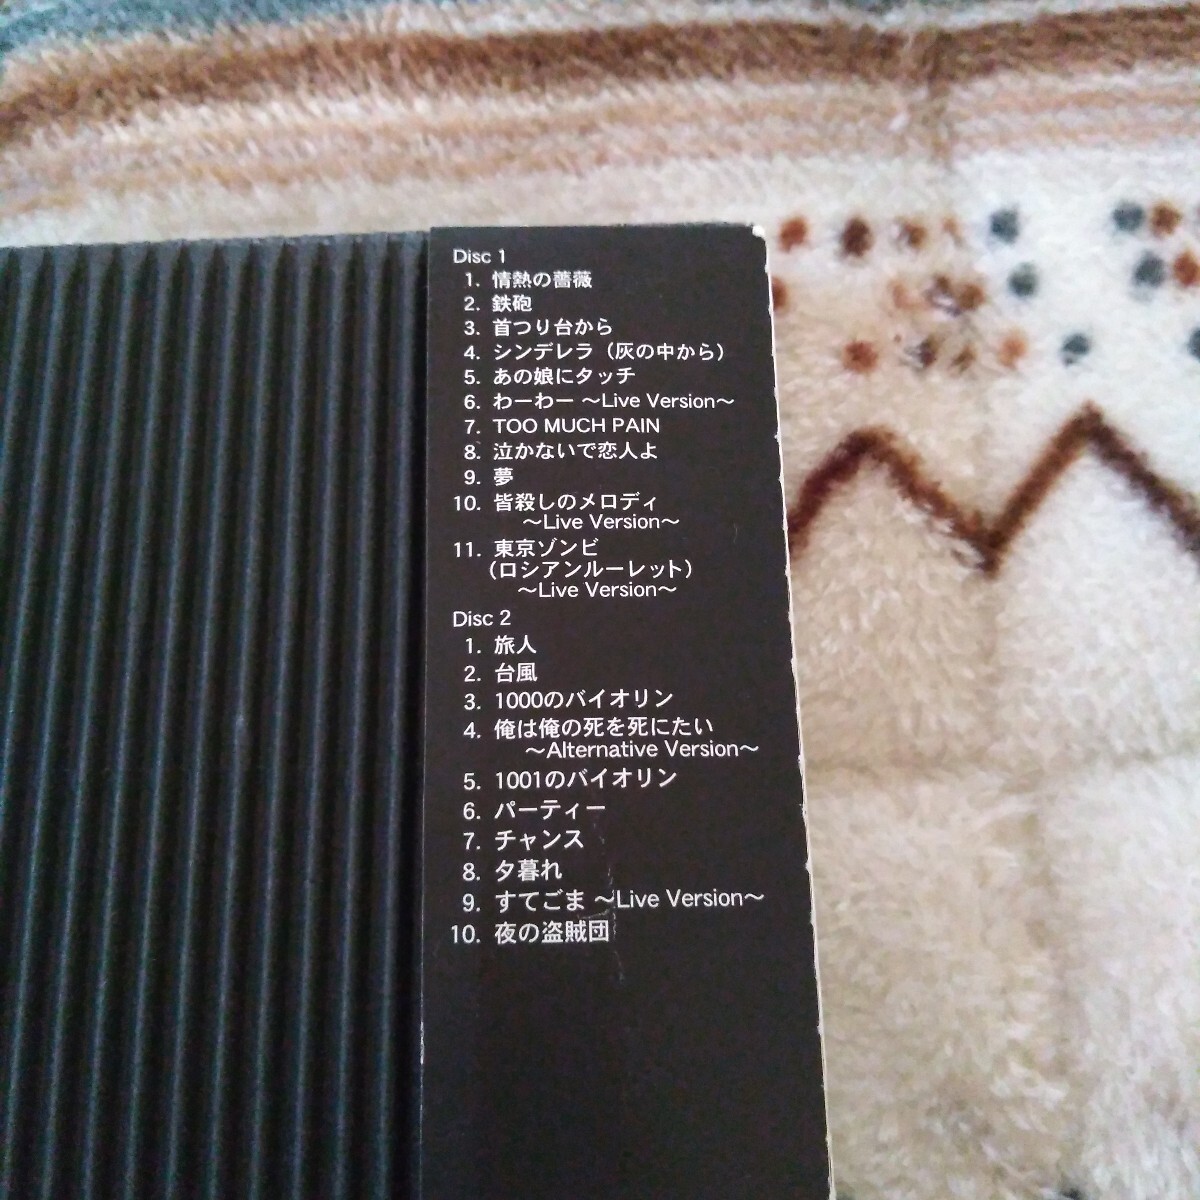 Disc 1
1. 情熱の薔薇
2. 鉄砲
3. 首つり台から
4. シンデレラ（灰の中から）
5. あの娘にタッチ
6. わーわー 〜Live Version〜
7. TOO MUCH PAIN
8. 泣かないで恋人よ
9. 夢
10. 皆殺しのメロディ
〜Live Version〜
11. 東京ゾンビ
（ロシアンルーレット）
〜Live Version〜
Disc 2
1. 旅人
2. 台風
3. 1000のバイオリン
4. 俺は俺の死を死にたい
〜Alternative Version〜
5. 1001のバイオリン
6. パーティー
7. チャンス
8. 夕暮れ
9. すてごま 〜Live Version〜
10. 夜の盗賊団